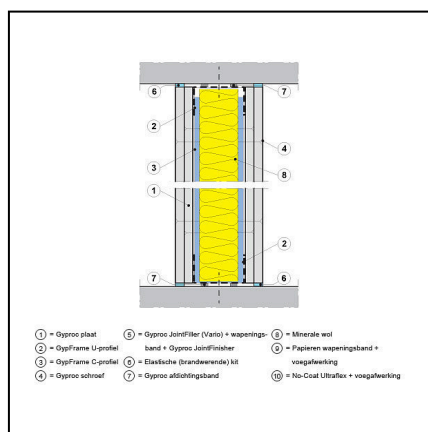 6
7
2
4
3
8
1
2
7
6
1 = Gyproc plaat
2 = GypFrame U-profiel
3 = GypFrame C-profiel
4 = Gyproc schroef
5 = Gyproc JointFiller (Vario) + wapenings-
band + Gyproc JointFinisher
6 = Elastische (brandwerende) kit
7 = Gyproc afdichtingsband
8 = Minerale wol
9 = Papieren wapeningsband +
voegafwerking
10 = No-Coat Ultraflex + voegafwerking